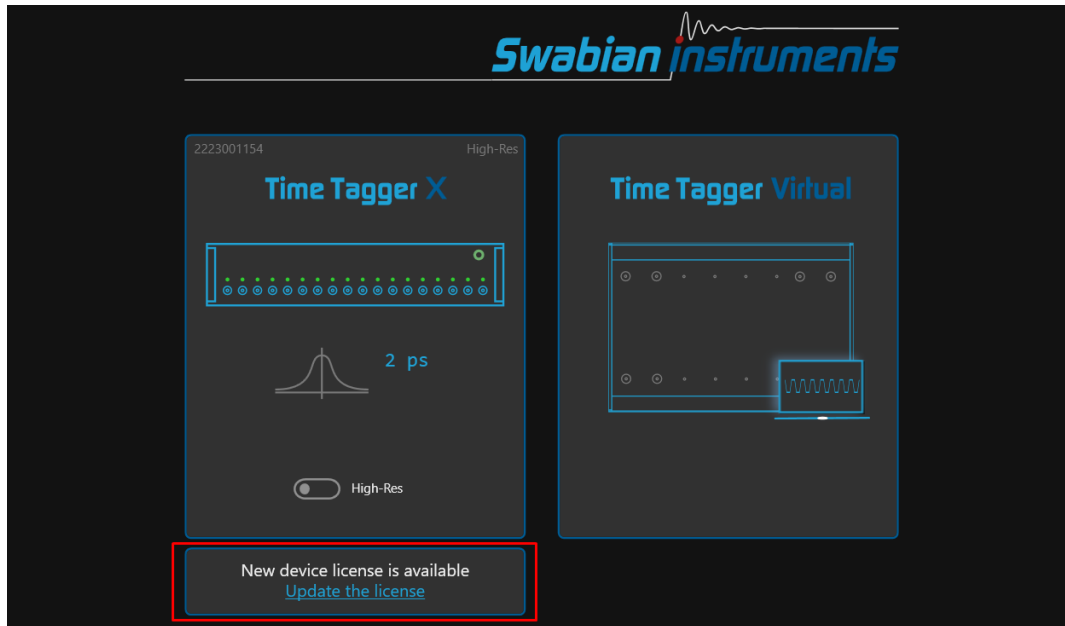 Swabian instruments
2223001154 High-Res
Time Tagger X
2 ps
High-Res
Time Tagger Virtual
New device license is available
Update the license